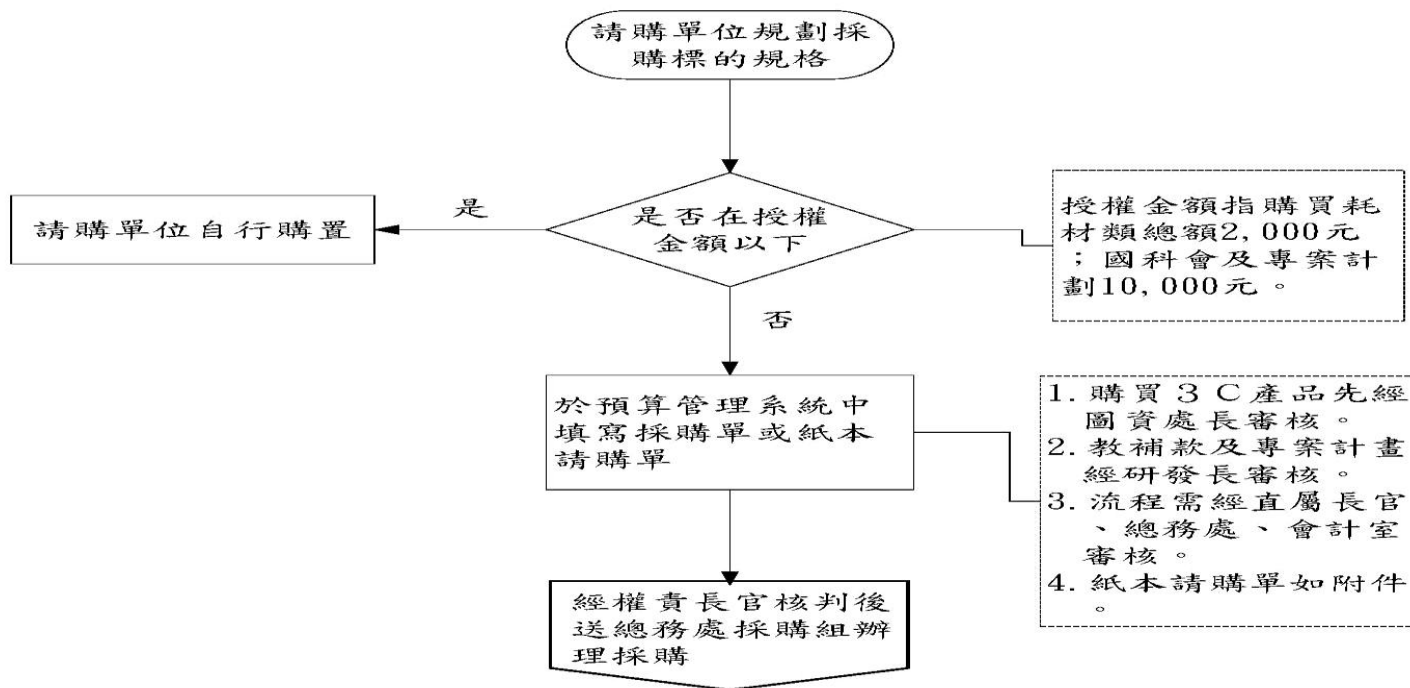 請購單位規劃採
購標的規格
是
請購單位自行購置
是否在授權
金額以下
授權金額指購買耗
材類總額2,000元
;國科會及專案計
劃10,000元。
否
於預算管理系統中
填寫採購單或紙本
請購單
1. 購買3C產品先經
圖資處長審核。
2. 教補款及專案計畫
經研發長審核。
3. 流程需經直屬長官
、總務處、會計室
審核。
4. 紙本請購單如附件
。
經權責長官核判後
送總務處採購組辦
理採購